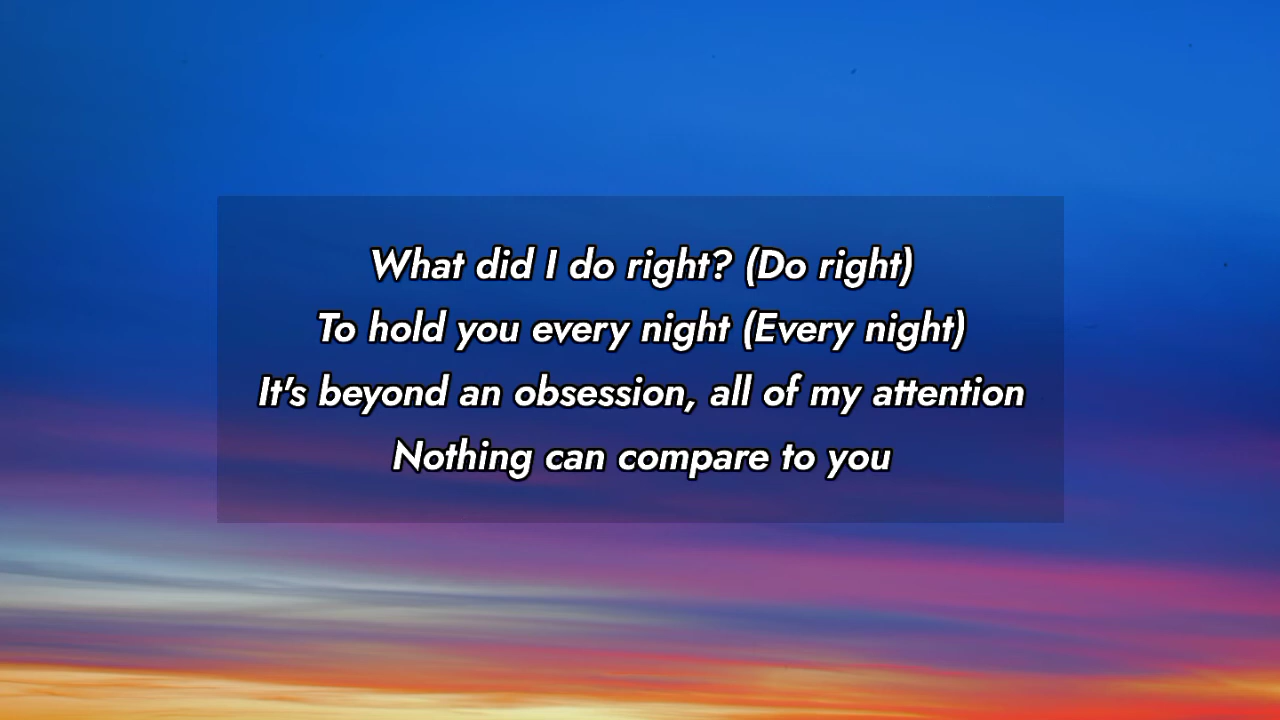 What did I do right? (Do right)
To hold you every night (Every night)
It's beyond an obsession, all of my attention
Nothing can compare to you